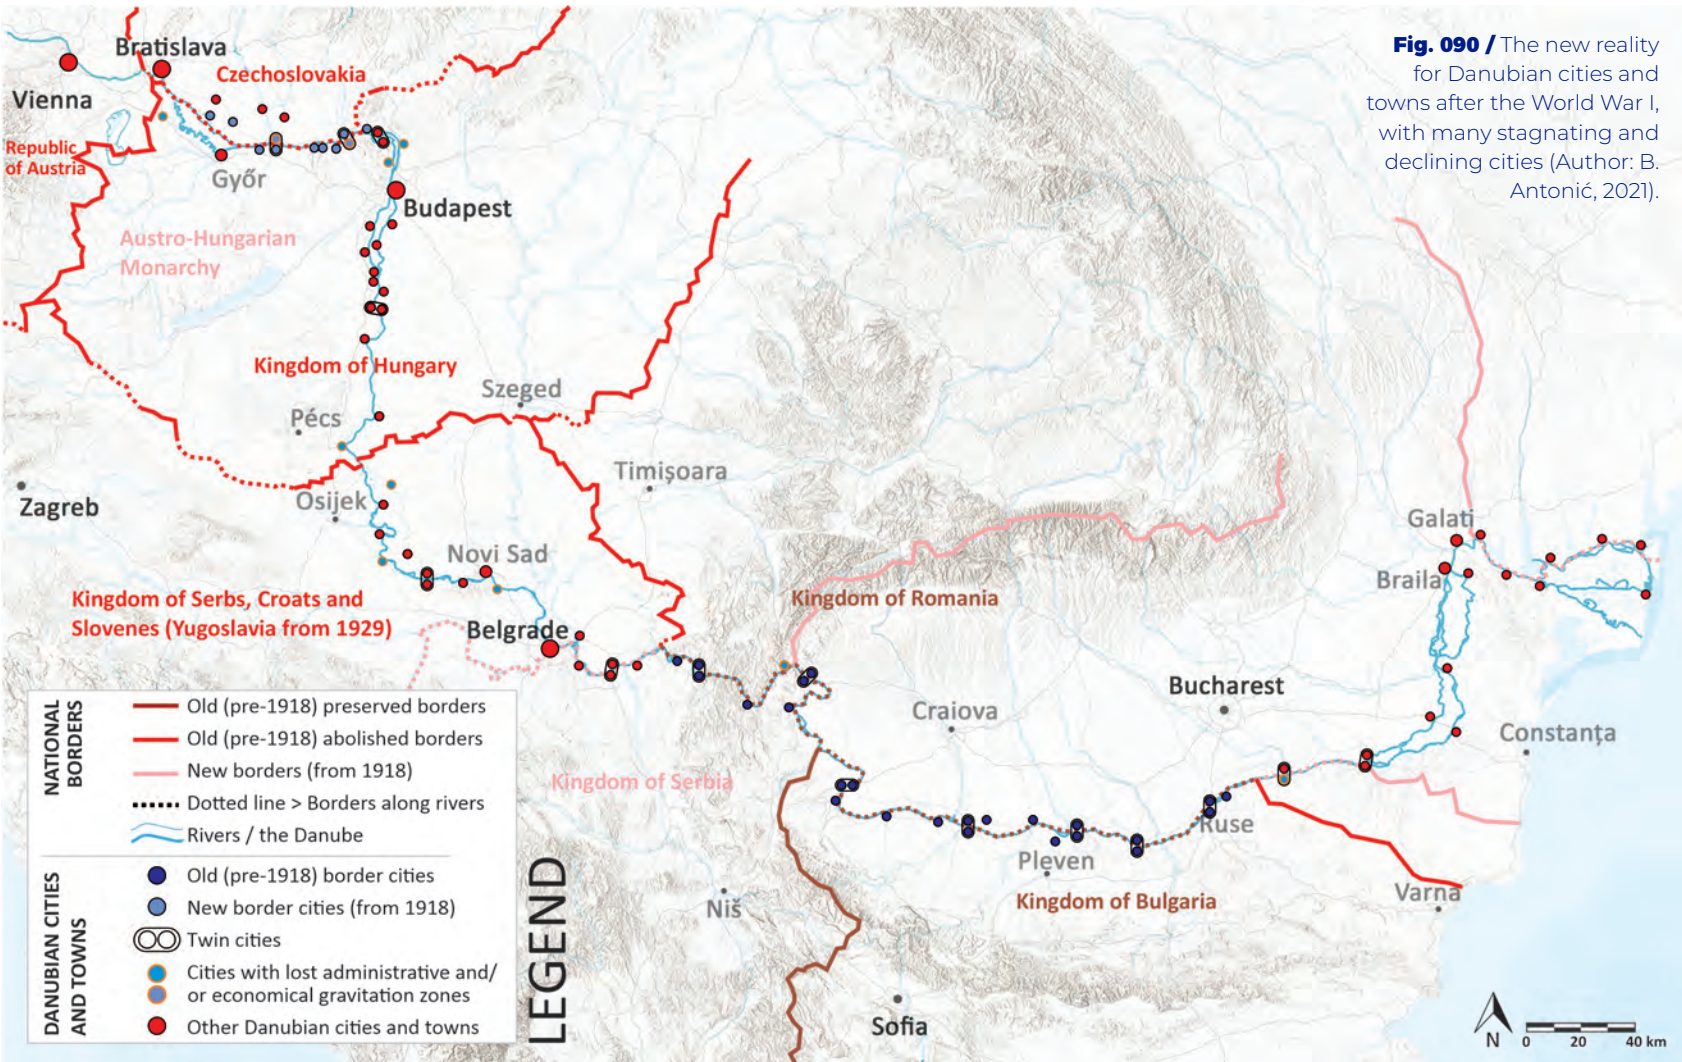 Fig. 090 / The new reality
for Danubian cities and
towns after the World War I,
with many stagnating and
declining cities (Author: B.
Antonić, 2021).
Bratislava
Vienna
Czechoslovakia
Republic
of Austria
Győr
Budapest
Austro-Hungarian
Monarchy
Kingdom of Hungary
Szeged
Pécs
Timișoara
Zagreb
Osijek
Novi Sad
Galati
Braila
Kingdom of Serbs, Croats and
Slovenes (Yugoslavia from 1929)
Kingdom of Romania
Belgrade
Bucharest
Craiova
Constanța
Kingdom of Serbia
Ruse
Pleven
Niš
Kingdom of Bulgaria
Varna
Sofia
LEGEND
NATIONAL
BORDERS
Old (pre-1918) preserved borders
Old (pre-1918) abolished borders
New borders (from 1918)
Dotted line > Borders along rivers
Rivers / the Danube
DANUBIAN CITIES
AND TOWNS
Old (pre-1918) border cities
New border cities (from 1918)
Twin cities
Cities with lost administrative and/
or economical gravitation zones
Other Danubian cities and towns
N
0 20 40 km